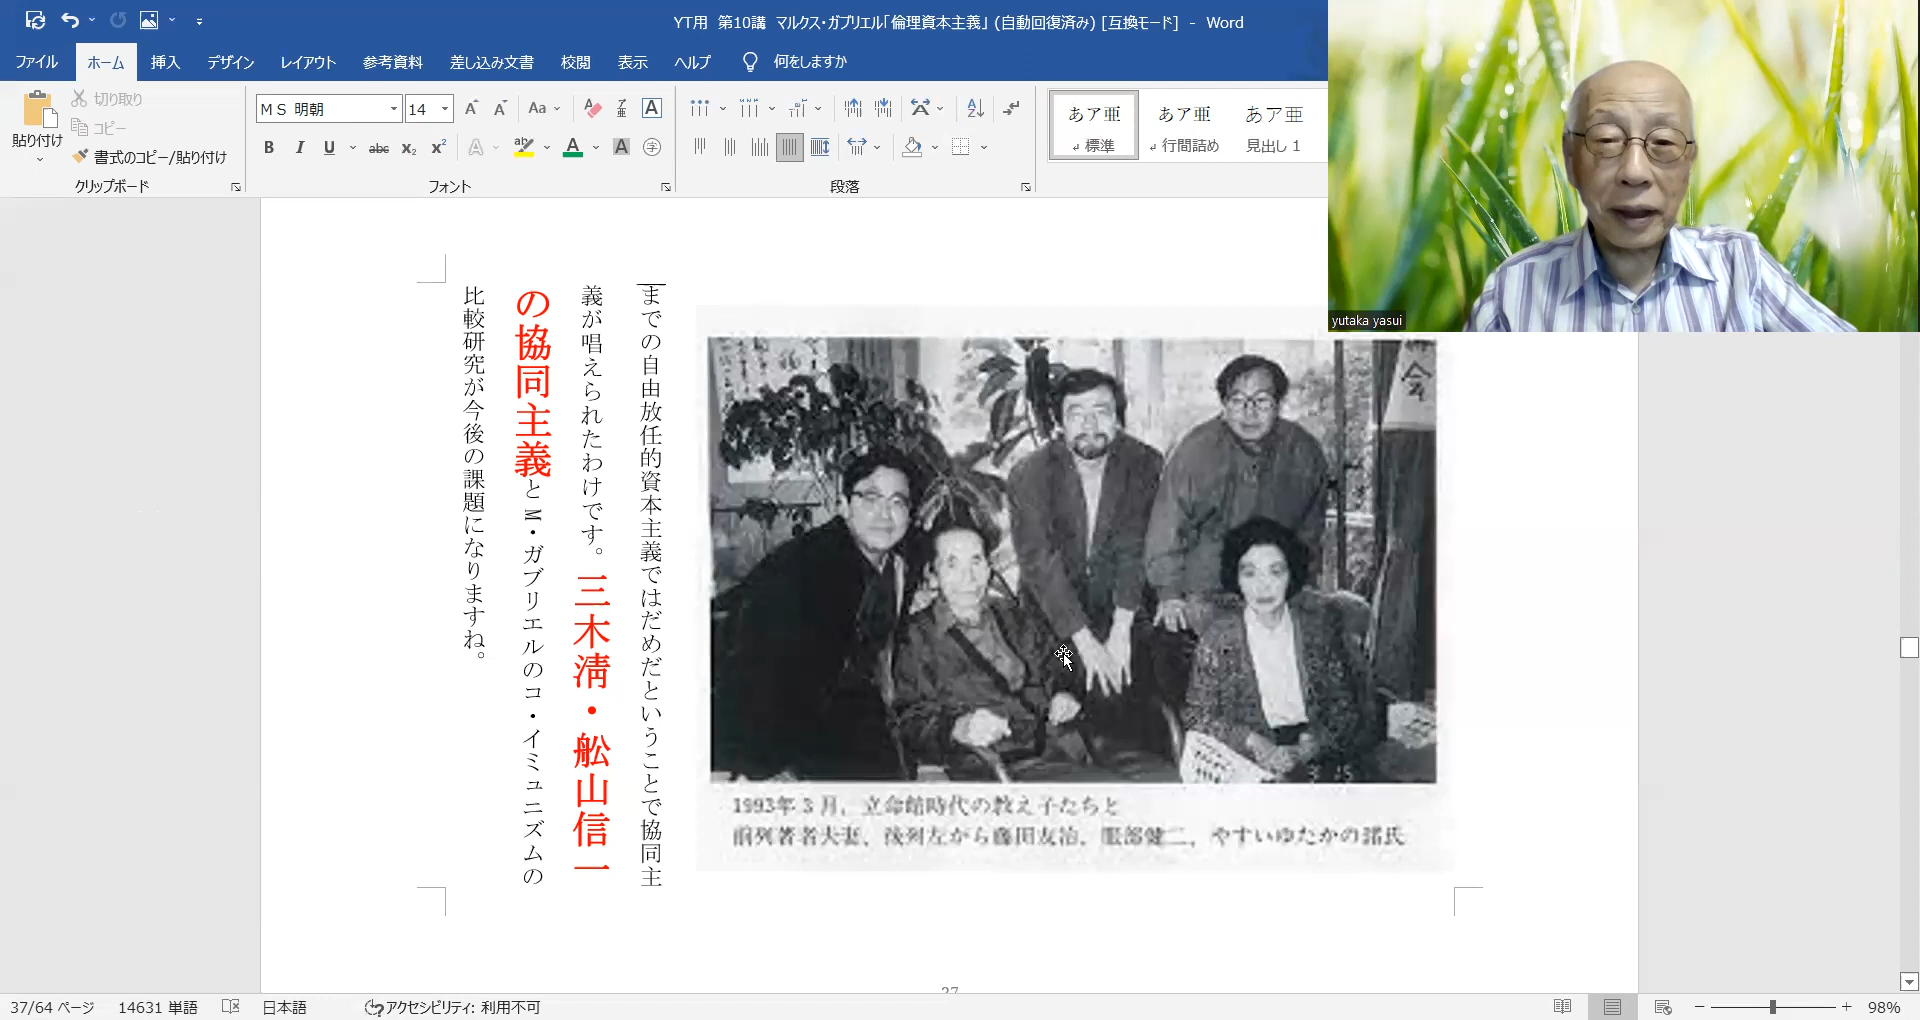 YT用 第10講 マルクス・ガブリエル「倫理資本主義」 (自動回復済み) [互換モード] - Word
ファイル ホーム 挿入 デザイン レイアウト 参考資料 差し込み文書 校閲 表示 ヘルプ 何をしますか
貼り付け
切り取り
コピー
書式のコピー/貼り付け
クリップボード
ＭＳ 明朝 14
フォント
段落
あア亜 あア亜 あア亜
標準 行間詰め 見出し 1
yutaka yasui
までの自由放任的資本主義ではだめだということで協同主
義が唱えられたわけです。三木清・舩山信一
の協同主義とＭ・ガブリエルのコ・イミュニズムの
比較研究が今後の課題になりますね。
会
3 15
1993年3月，立命館時代の教え子たちと
前列著者夫妻、後列左から藤田友治、服部健二，やすいゆたかの諸氏
27
37/64 ページ 14631 単語 日本語 アクセシビリティ: 利用不可 98%